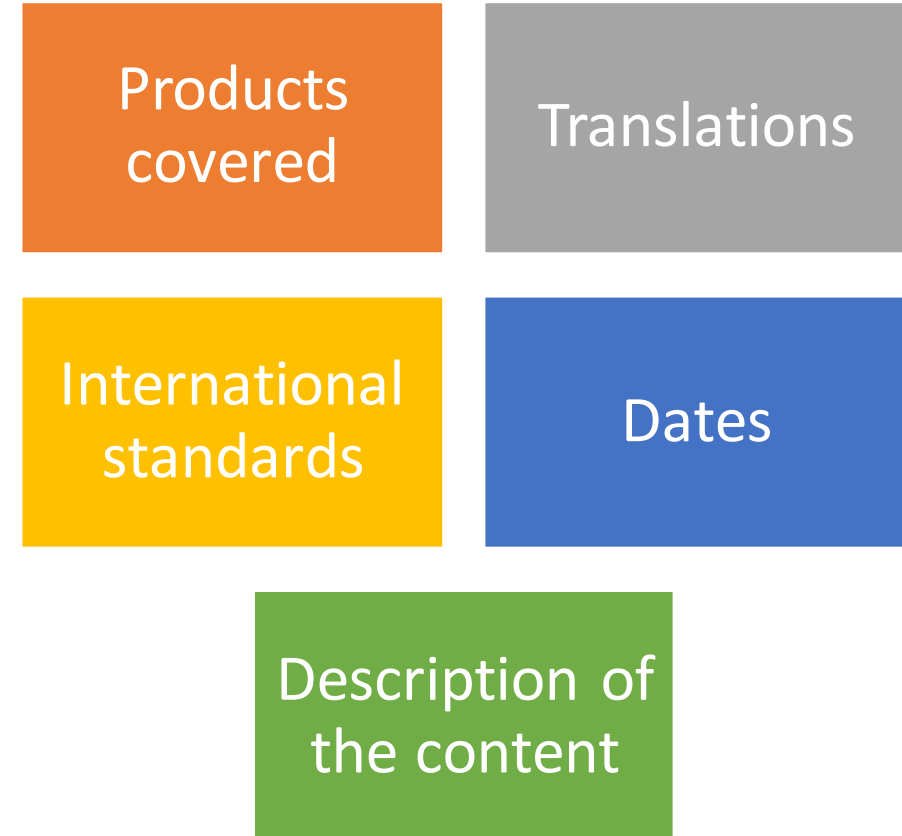 Products
covered
Translations
International
standards
Dates
Description of
the content